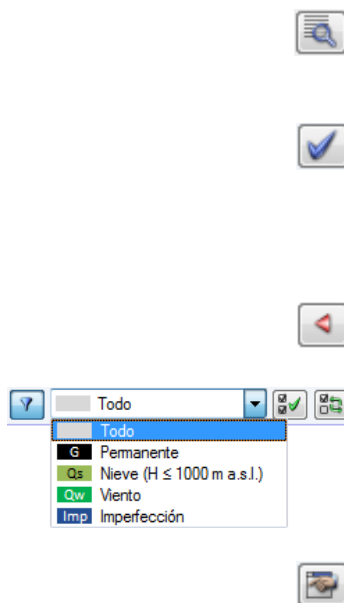 Todo
Todo
G Permanente
Qs Nieve (H ≤ 1000 m a.s.l.)
Qw Viento
Imp Imperfección